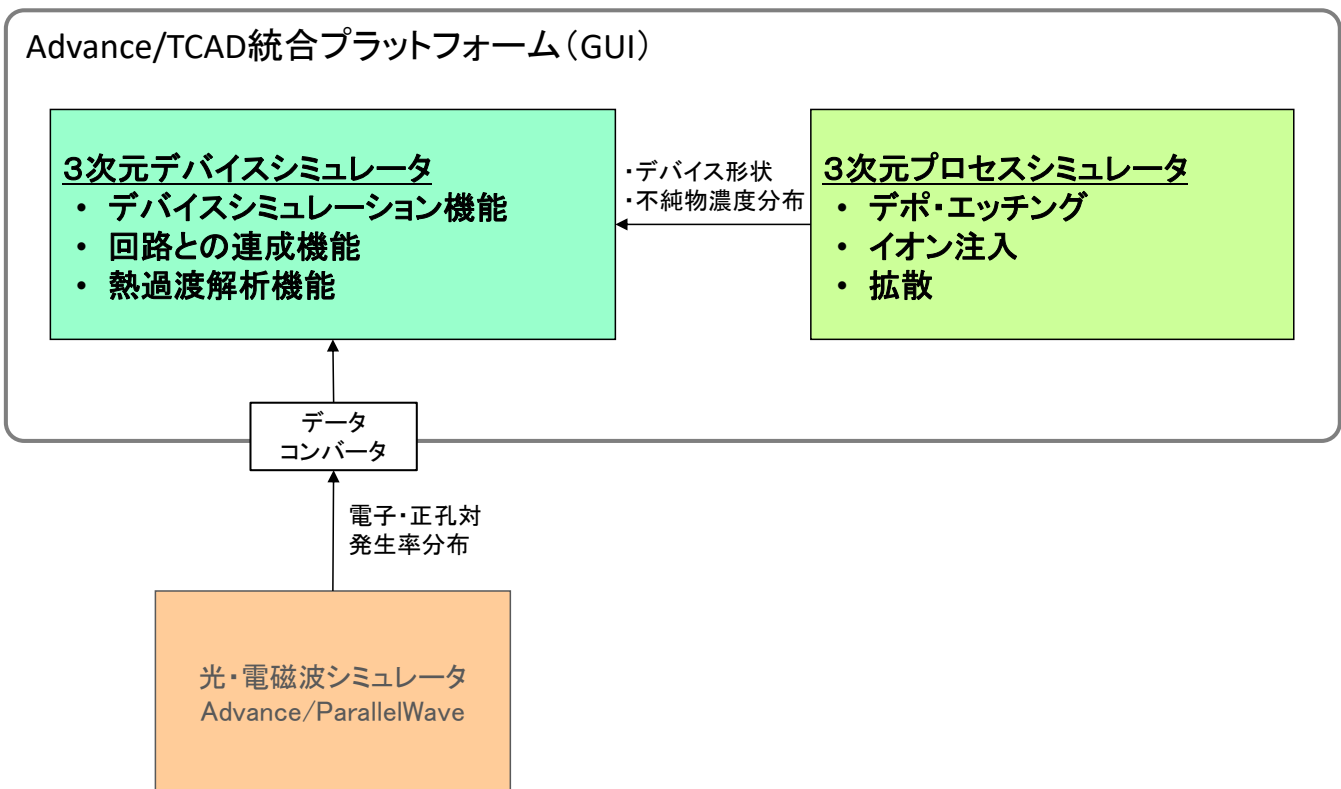 Advance/TCAD統合プラットフォーム（GUI）
３次元デバイスシミュレータ
• デバイスシミュレーション機能
• 回路との連成機能
• 熱過渡解析機能
・デバイス形状
・不純物濃度分布
３次元プロセスシミュレータ
• デポ・エッチング
• イオン注入
• 拡散
データ
コンバータ
電子・正孔対
発生率分布
光・電磁波シミュレータ
Advance/ParallelWave